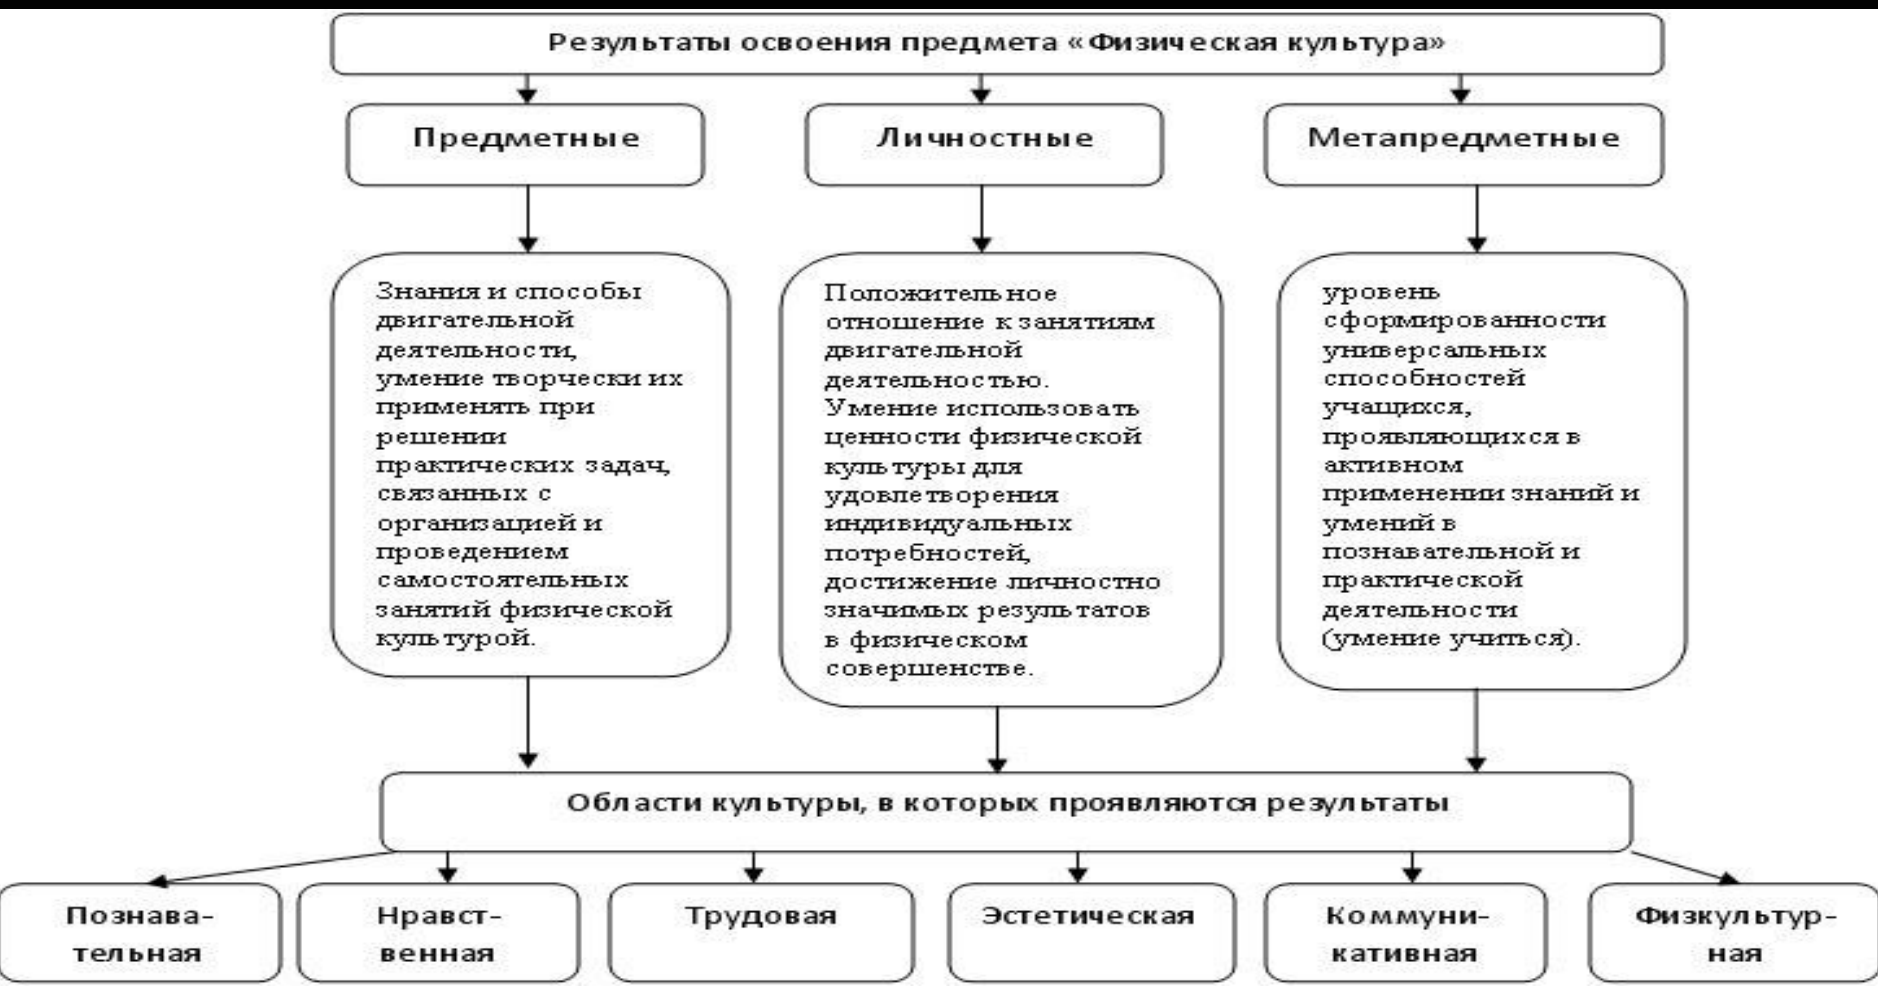 Результаты освоения предмета «Физическая культура»
Предметные
Личностные
Метапредметные
Знания и способы
двигательной
деятельности,
умение творчески их
применять при
решении
практических задач,
связанных с
организацией и
проведением
самостоятельных
занятий физической
культурой.
Положительное
отношение к занятиям
двигательной
деятельностью.
Умение использовать
ценности физической
культуры для
удовлетворения
индивидуальных
потребностей,
достижение личностно
значимых результатов
в физическом
совершенстве.
уровень
сформированности
универсальных
способностей
учащихся,
проявляющихся в
активном
применении знаний и
умений в
познавательной и
практической
деятельности
(умение учиться).
Области культуры, в которых проявляются результаты
Познава-
тельная
Нравст-
венная
Трудовая
Эстетическая
Коммуни-
кативная
Физкультур-
ная